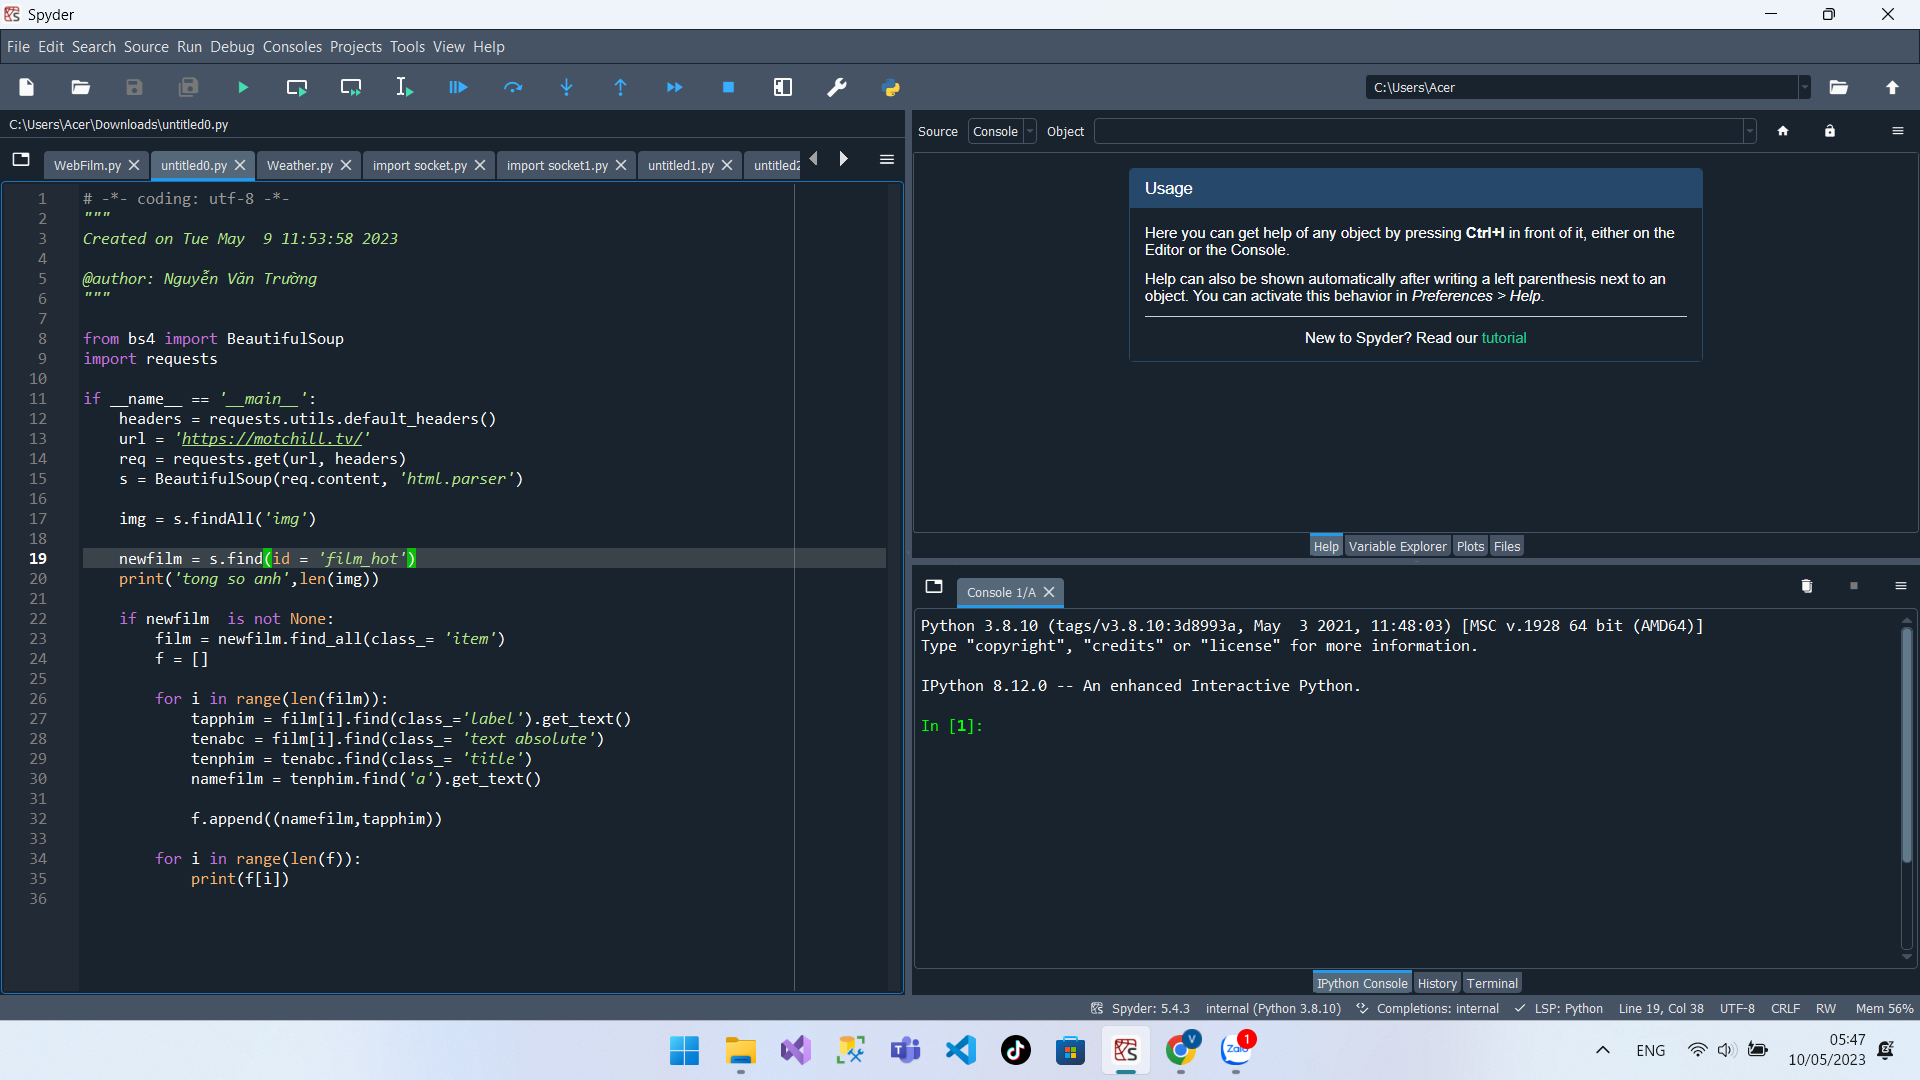 Spyder
File Edit Search Source Run Debug Consoles Projects Tools View Help
C:\Users\Acer
C:\Users\Acer\Downloads\untitled0.py
WebFilm.py untitled0.py Weather.py import socket.py import socket1.py untitled1.py untitled2
1 # -*- coding: utf-8 -*-
2 """
3 Created on Tue May  9 11:53:58 2023
4
5 @author: Nguyễn Văn Trường
6 """
7
8 from bs4 import BeautifulSoup
9 import requests
10
11 if __name__ == '__main__':
12     headers = requests.utils.default_headers()
13     url = 'https://motchill.tv/'
14     req = requests.get(url, headers)
15     s = BeautifulSoup(req.content, 'html.parser')
16
17     img = s.findAll('img')
18
19     newfilm = s.find(id = 'film_hot')
20     print('tong so anh',len(img))
21
22     if newfilm  is not None:
23         film = newfilm.find_all(class_= 'item')
24         f = []
25
26         for i in range(len(film)):
27             tapphim = film[i].find(class_='label').get_text()
28             tenabc = film[i].find(class_= 'text absolute')
29             tenphim = tenabc.find(class_= 'title')
30             namefilm = tenphim.find('a').get_text()
31
32             f.append((namefilm,tapphim))
33
34         for i in range(len(f)):
35             print(f[i])
36
Source Console Object
Usage
Here you can get help of any object by pressing Ctrl+I in front of it, either on the
Editor or the Console.
Help can also be shown automatically after writing a left parenthesis next to an
object. You can activate this behavior in Preferences > Help.
New to Spyder? Read our tutorial
Help Variable Explorer Plots Files
Console 1/A
Python 3.8.10 (tags/v3.8.10:3d8993a, May  3 2021, 11:48:03) [MSC v.1928 64 bit (AMD64)]
Type "copyright", "credits" or "license" for more information.
IPython 8.12.0 -- An enhanced Interactive Python.
In [1]:
IPython Console History Terminal
Spyder: 5.4.3 internal (Python 3.8.10) Completions: internal LSP: Python Line 19, Col 38 UTF-8 CRLF RW Mem 56%
V
Zalo
1
ENG
05:47
10/05/2023